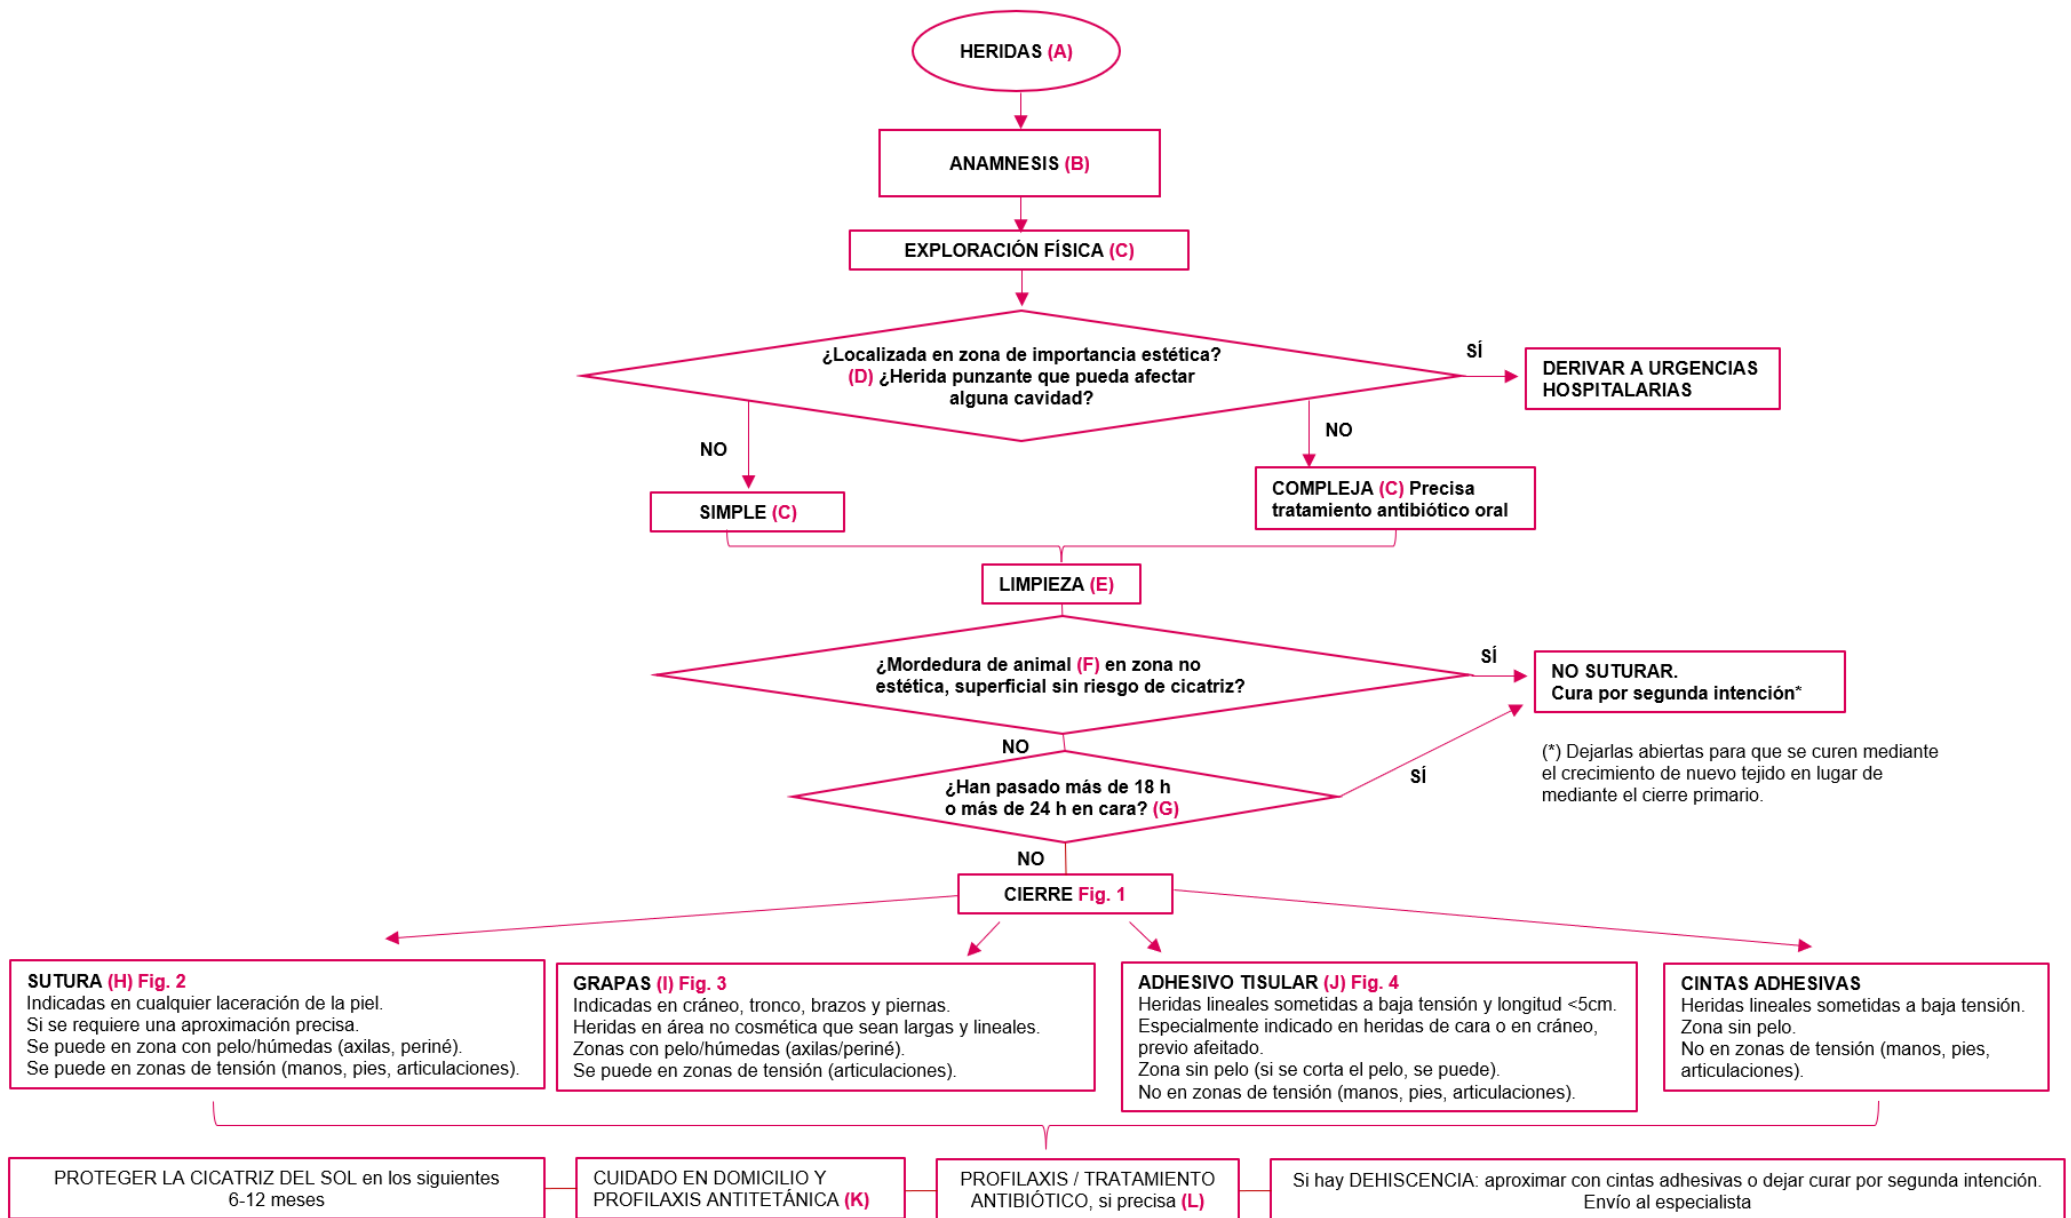 HERIDAS (A)
ANAMNESIS (B)
EXPLORACIÓN FÍSICA (C)
¿Localizada en zona de importancia estética?
(D) ¿Herida punzante que pueda afectar
alguna cavidad?
SÍ
DERIVAR A URGENCIAS
HOSPITALARIAS
NO
NO
SIMPLE (C)
COMPLEJA (C) Precisa
tratamiento antibiótico oral
LIMPIEZA (E)
¿Mordedura de animal (F) en zona no
estética, superficial sin riesgo de cicatriz?
SÍ
NO SUTURAR.
Cura por segunda intención*
(*) Dejarlas abiertas para que se curen mediante
el crecimiento de nuevo tejido en lugar de
mediante el cierre primario.
NO
¿Han pasado más de 18 h
o más de 24 h en cara? (G)
SÍ
NO
CIERRE Fig. 1
SUTURA (H) Fig. 2
Indicadas en cualquier laceración de la piel.
Si se requiere una aproximación precisa.
Se puede en zona con pelo/húmedas (axilas, periné).
Se puede en zonas de tensión (manos, pies, articulaciones).
GRAPAS (I) Fig. 3
Indicadas en cráneo, tronco, brazos y piernas.
Heridas en área no cosmética que sean largas y lineales.
Zonas con pelo/húmedas (axilas/periné).
Se puede en zonas de tensión (articulaciones).
ADHESIVO TISULAR (J) Fig. 4
Heridas lineales sometidas a baja tensión y longitud <5cm.
Especialmente indicado en heridas de cara o en cráneo,
previo afeitado.
Zona sin pelo (si se corta el pelo, se puede).
No en zonas de tensión (manos, pies, articulaciones).
CINTAS ADHESIVAS
Heridas lineales sometidas a baja tensión.
Zona sin pelo.
No en zonas de tensión (manos, pies,
articulaciones).
PROTEGER LA CICATRIZ DEL SOL en los siguientes
6-12 meses
CUIDADO EN DOMICILIO Y
PROFILAXIS ANTITETÁNICA (K)
PROFILAXIS / TRATAMIENTO
ANTIBIÓTICO, si precisa (L)
Si hay DEHISCENCIA: aproximar con cintas adhesivas o dejar curar por segunda intención.
Envío al especialista